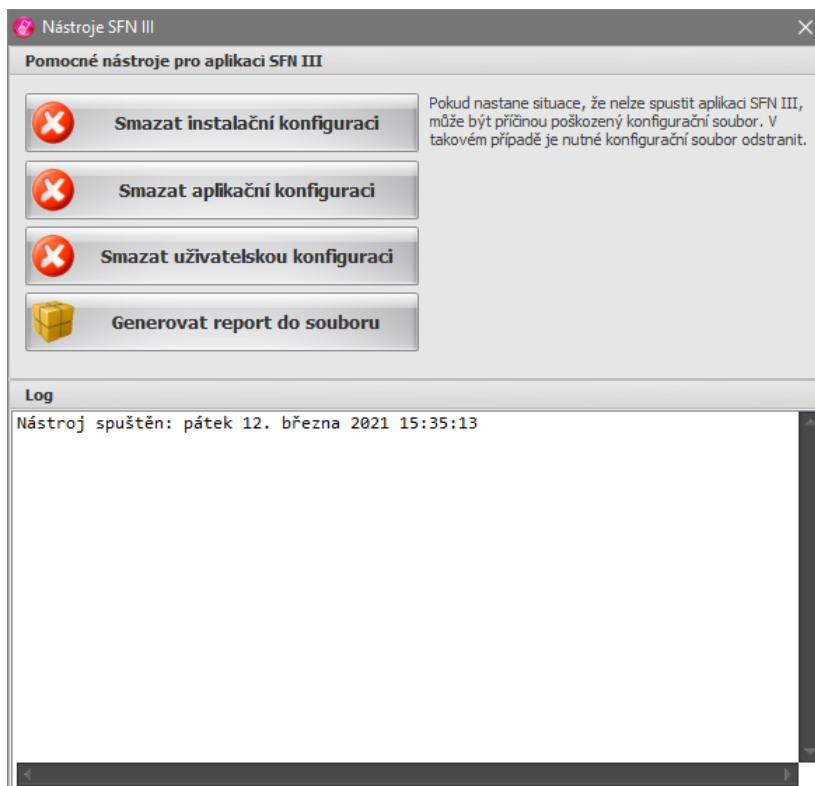 Nástroje SFN III
Pomocné nástroje pro aplikaci SFN III
Smazat instalační konfiguraci
Smazat aplikační konfiguraci
Smazat uživatelskou konfiguraci
Generovat report do souboru
Pokud nastane situace, že nelze spustit aplikaci SFN III,
může být příčinou poškozený konfigurační soubor. V
takovém případě je nutné konfigurační soubor odstranit.
Log
Nástroj spuštěn: pátek 12. března 2021 15:35:13